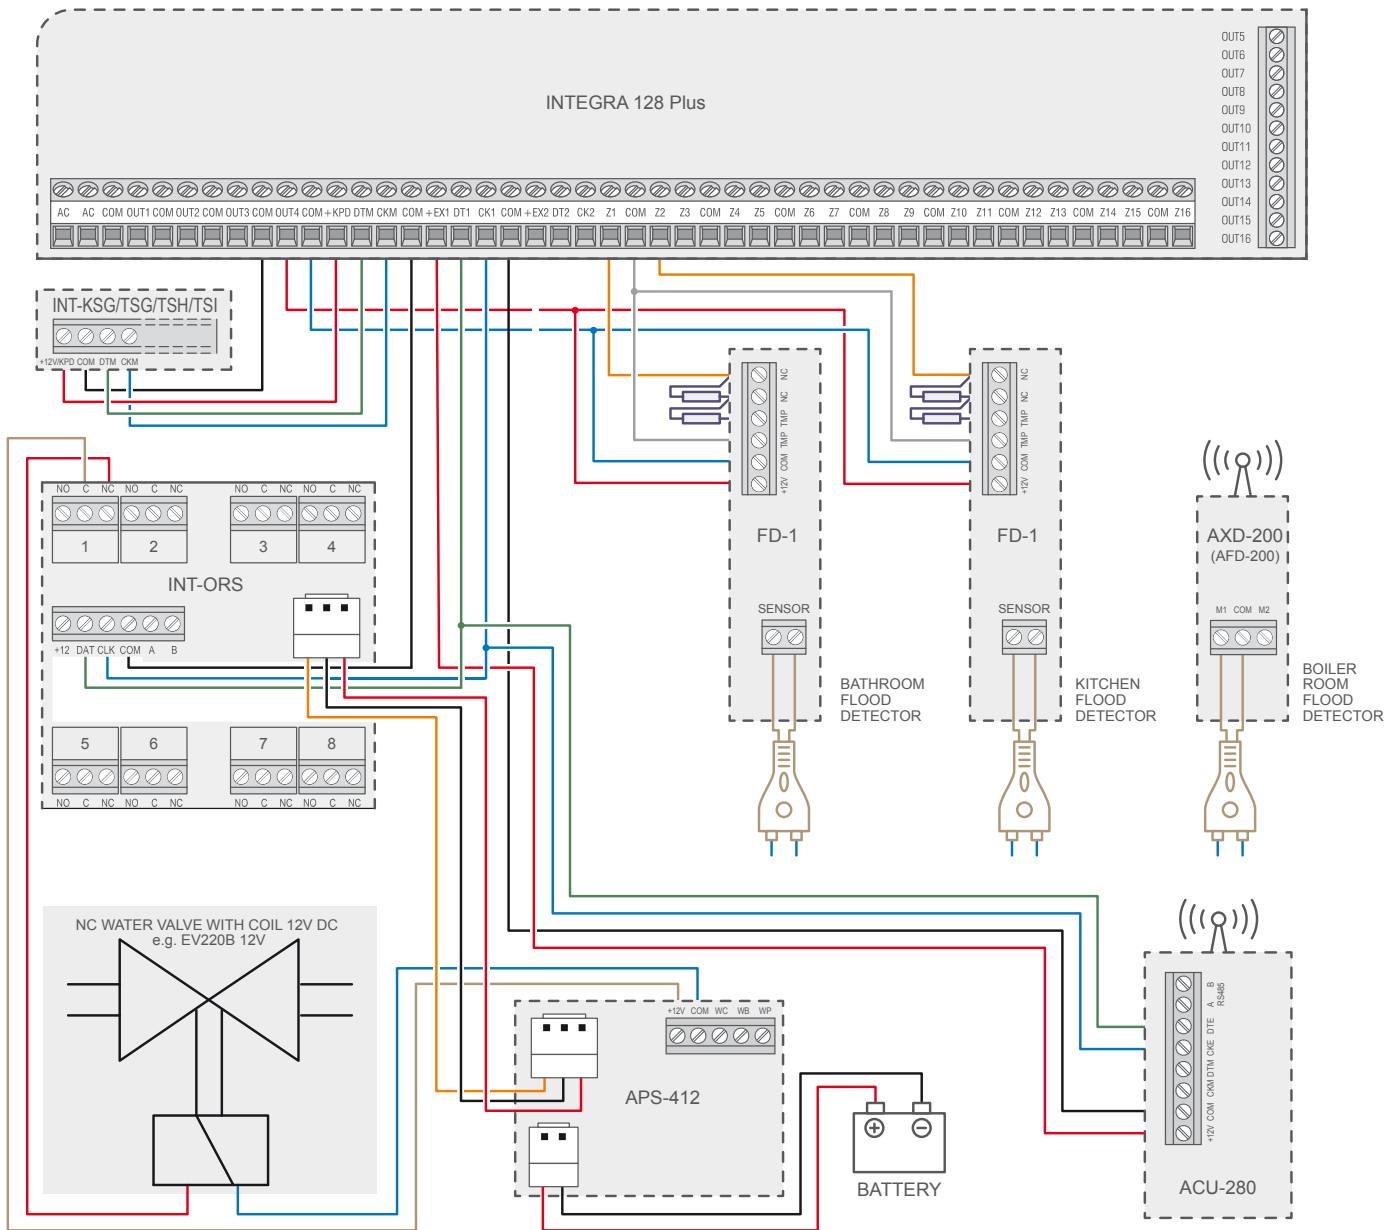 INTEGRA 128 Plus
OUT5
OUT6
OUT7
OUT8
OUT9
OUT10
OUT11
OUT12
OUT13
OUT14
OUT15
OUT16
AC AC COM OUT1 COM OUT2 COM OUT3 COM OUT4 COM +KPD DTM CKM COM +EX1 DT1 CK1 COM +EX2 DT2 CK2 Z1 COM Z2 Z3 COM Z4 Z5 COM Z6 Z7 COM Z8 Z9 COM Z10 Z11 COM Z12 Z13 COM Z14 Z15 COM Z16
INT-KSG/TSG/TSH/TSI
+12V/KPD COM DTM CKM
NO C NC NO C NC NO C NC NO C NC
1 2 3 4
INT-ORS
+12 DAT CLK COM A B
5 6 7 8
NO C NC NO C NC NO C NC NO C NC
NC
NC
TMP
TMP
COM
+12V
FD-1
SENSOR
BATHROOM
FLOOD
DETECTOR
NC
NC
TMP
TMP
COM
+12V
FD-1
SENSOR
KITCHEN
FLOOD
DETECTOR
AXD-200
(AFD-200)
M1 COM M2
BOILER
ROOM
FLOOD
DETECTOR
NC WATER VALVE WITH COIL 12V DC
e.g. EV220B 12V
+12V COM WC WB WP
APS-412
BATTERY
B
A
RS485
DTE
CKE
DTM
CKM
COM
+12V
ACU-280